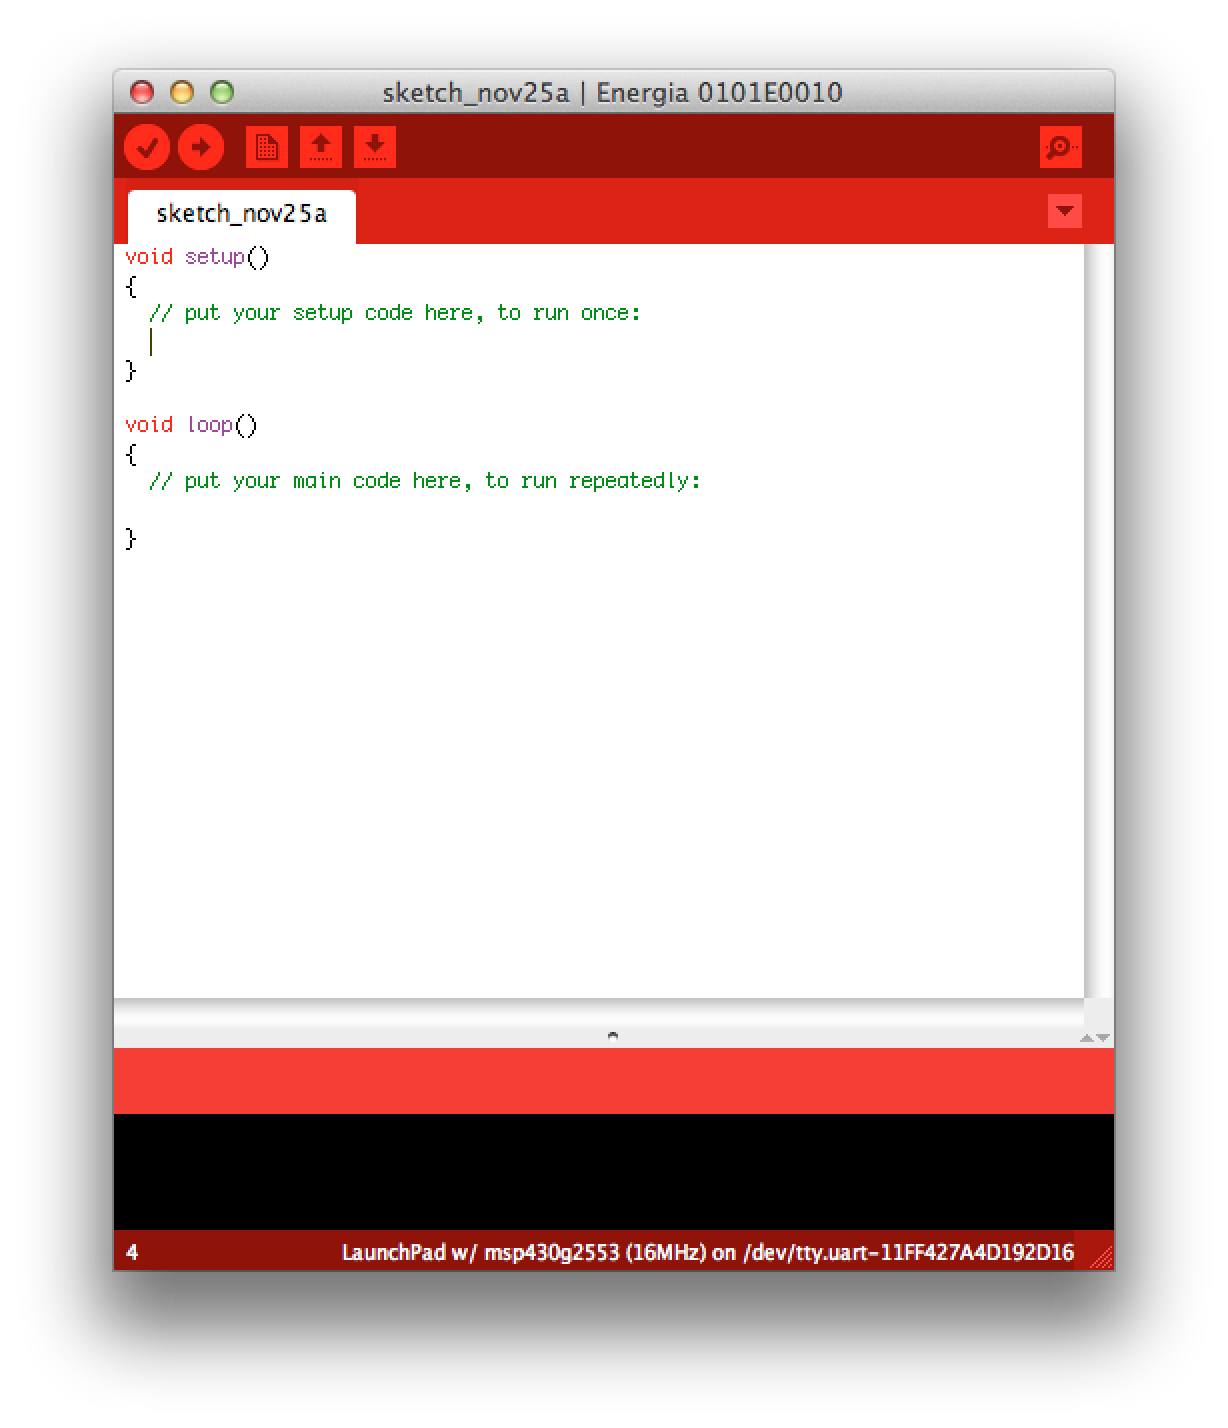 sketch_nov25a | Energia 0101E0010
sketch_nov25a
void setup()
{
  // put your setup code here, to run once:
}
void loop()
{
  // put your main code here, to run repeatedly:
}
4
LaunchPad w/ msp430g2553 (16MHz) on /dev/tty.uart-11FF427A4D192D16